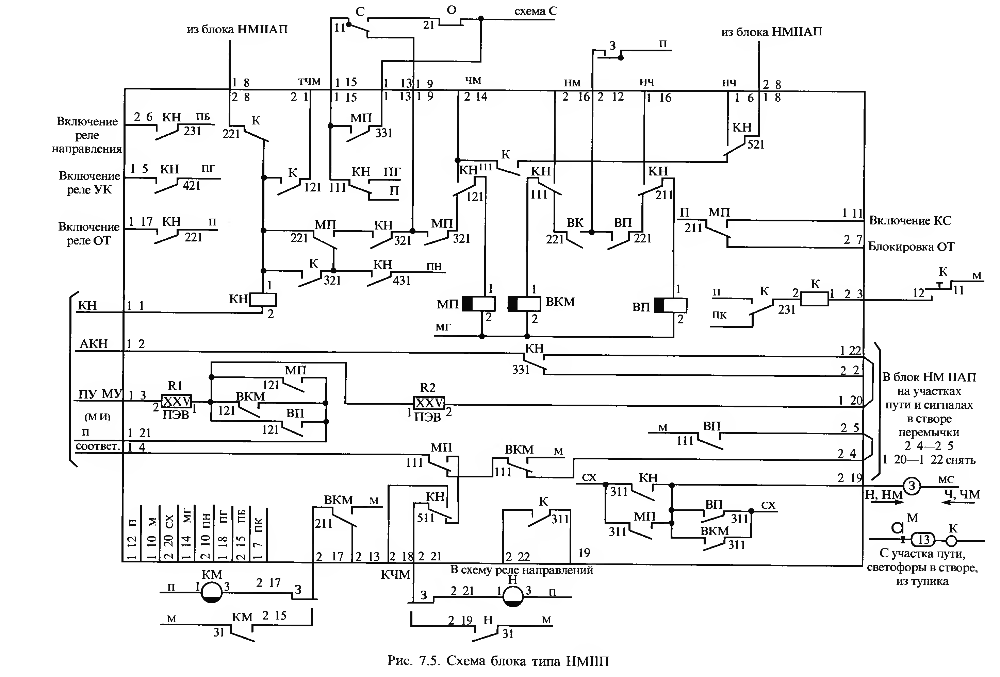 С
О
схема С
11
21
из блока НМIIАП
из блока НМIIАП
З
П
1 8
тчм
1 15
1 13
1 9
чм
нм
нч
нч
2 8
2 8
2 1
1 15
1 13
1 9
2 14
2 16
2 12
1 16
1 6
1 8
Включение
реле
направления
2 6
КН
ПБ
231
К
221
МП
331
КН
521
Включение
реле УК
1 5
КН
ПГ
421
К
121
КН
ПГ
111
П
К
111
КН
121
КН
111
КН
211
Включение
реле ОТ
1 17
КН
П
221
МП
221
КН
321
МП
321
ВК
221
ВП
221
П
МП
211
1 11
Включение КС
2 7
Блокировка ОТ
К
321
КН
431
ПН
КН
1
2
МП
1
2
ВКМ
1
2
ВП
1
2
П
К
231
ПК
2
К
1
2 3
12
К
м
11
КН
1 1
мг
АКН
1 2
КН
331
1 22
2 2
ПУ МУ
1 3
R1
XXV
2
1
ПЭВ
МП
121
ВКМ
121
ВП
121
R2
XXV
1
2
ПЭВ
1 20
(М И)
П
1 21
соответ.
1 4
м
ВП
111
2 5
2 4
МП
111
ВКМ
м
111
В блок НМ IIАП
на участках
пути и сигналах
в створе
перемычки
2 4—2 5
1 20—1 22 снять
сх
КН
311
2 19
З
мс
Н, НМ
Ч, ЧМ
МП
311
ВП
311
сх
ВКМ
311
ВКМ
м
211
КН
511
К
311
1 12 П
1 10 М
2 20 СХ
1 14 МГ
2 10 ПН
1 18 ПГ
2 15 ПБ
1 7 ПК
2 17
2 13
2 18
2 21
2 22
19
М
13
К
С участка пути,
светофоры в створе,
из тупика
КЧМ
В схему реле направлений
П
1
КМ
3
2 17
З
З
2 21
1
Н
3
П
м
31
КМ
2 15
2 19
Н
31
м
Рис. 7.5. Схема блока типа НМIIП